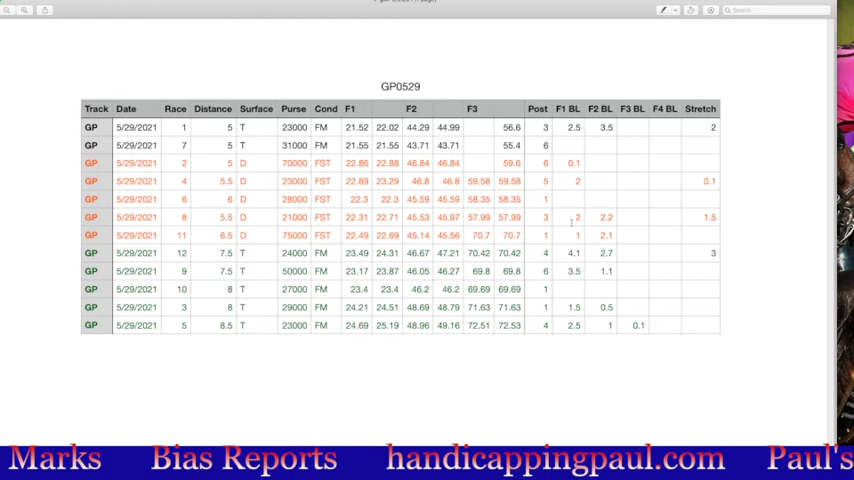 Search
GP0529
Track Date Race Distance Surface Purse Cond F1 F2 F3 Post F1 BL F2 BL F3 BL F4 BL Stretch
GP 5/29/2021 1 5 T 23000 FM 21.52 22.02 44.29 44.99 56.6 3 2.5 3.5 2
GP 5/29/2021 7 5 T 31000 FM 21.55 21.55 43.71 43.71 55.4 6
GP 5/29/2021 2 5 D 70000 FST 22.86 22.88 46.84 46.84 59.6 6 0.1
GP 5/29/2021 4 5.5 D 23000 FST 22.89 23.29 46.8 46.8 59.58 59.58 5 2 0.1
GP 5/29/2021 6 6 D 28000 FST 22.3 22.3 45.59 45.59 58.35 58.35 1
GP 5/29/2021 8 5.5 D 21000 FST 22.31 22.71 45.53 45.97 57.99 57.99 3 2 2.2 1.5
GP 5/29/2021 11 6.5 D 75000 FST 22.49 22.69 45.14 45.56 70.7 70.7 1 1 2.1
GP 5/29/2021 12 7.5 T 24000 FM 23.49 24.31 46.67 47.21 70.42 70.42 4 4.1 2.7 3
GP 5/29/2021 9 7.5 T 50000 FM 23.17 23.87 46.05 46.27 69.8 69.8 6 3.5 1.1
GP 5/29/2021 10 8 T 27000 FM 23.4 23.4 46.2 46.2 69.69 69.69 1
GP 5/29/2021 3 8 T 29000 FM 24.21 24.51 48.69 48.79 71.63 71.63 1 1.5 0.5
GP 5/29/2021 5 8.5 T 23000 FM 24.69 25.19 48.96 49.16 72.51 72.53 4 2.5 1 0.1
Marks Bias Reports handicappingpaul.com Paul's